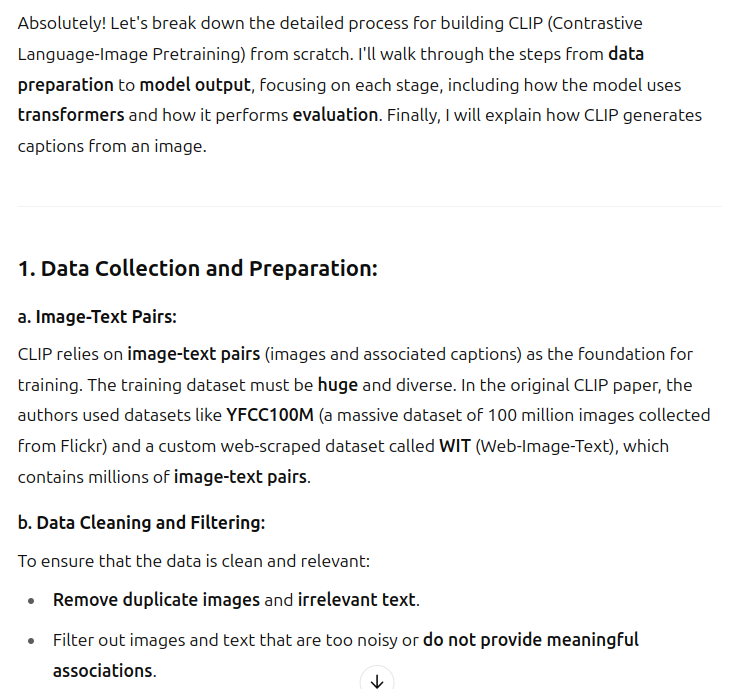 Absolutely! Let's break down the detailed process for building CLIP (Contrastive
Language-Image Pretraining) from scratch. I'll walk through the steps from data
preparation to model output, focusing on each stage, including how the model uses
transformers and how it performs evaluation. Finally, I will explain how CLIP generates
captions from an image.
1. Data Collection and Preparation:
a. Image-Text Pairs:
CLIP relies on image-text pairs (images and associated captions) as the foundation for
training. The training dataset must be huge and diverse. In the original CLIP paper, the
authors used datasets like YFCC100M (a massive dataset of 100 million images collected
from Flickr) and a custom web-scraped dataset called WIT (Web-Image-Text), which
contains millions of image-text pairs.
b. Data Cleaning and Filtering:
To ensure that the data is clean and relevant:
• Remove duplicate images and irrelevant text.
• Filter out images and text that are too noisy or do not provide meaningful
associations.